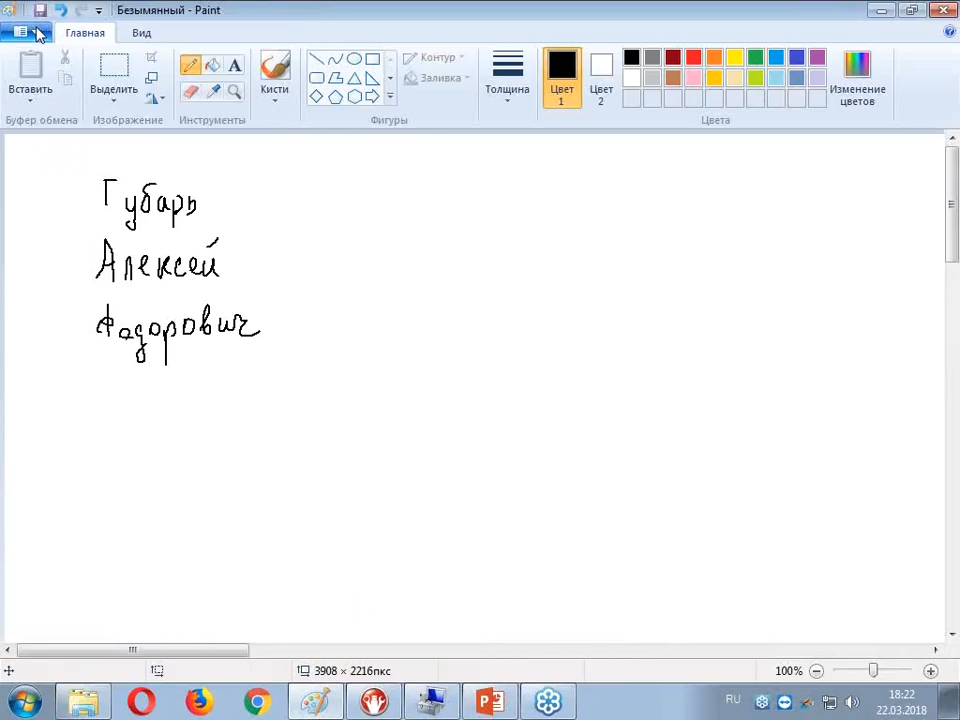 Безымянный - Paint
Главная Вид
Вставить
Выделить
Кисти
Контур
Заливка
Толщина
Цвет 1
Цвет 2
Изменение цветов
Буфер обмена Изображение Инструменты Фигуры Цвета
Губарь
Алексей
Фодорович
3908 × 2216пкс 100%
RU 18:22
22.03.2018